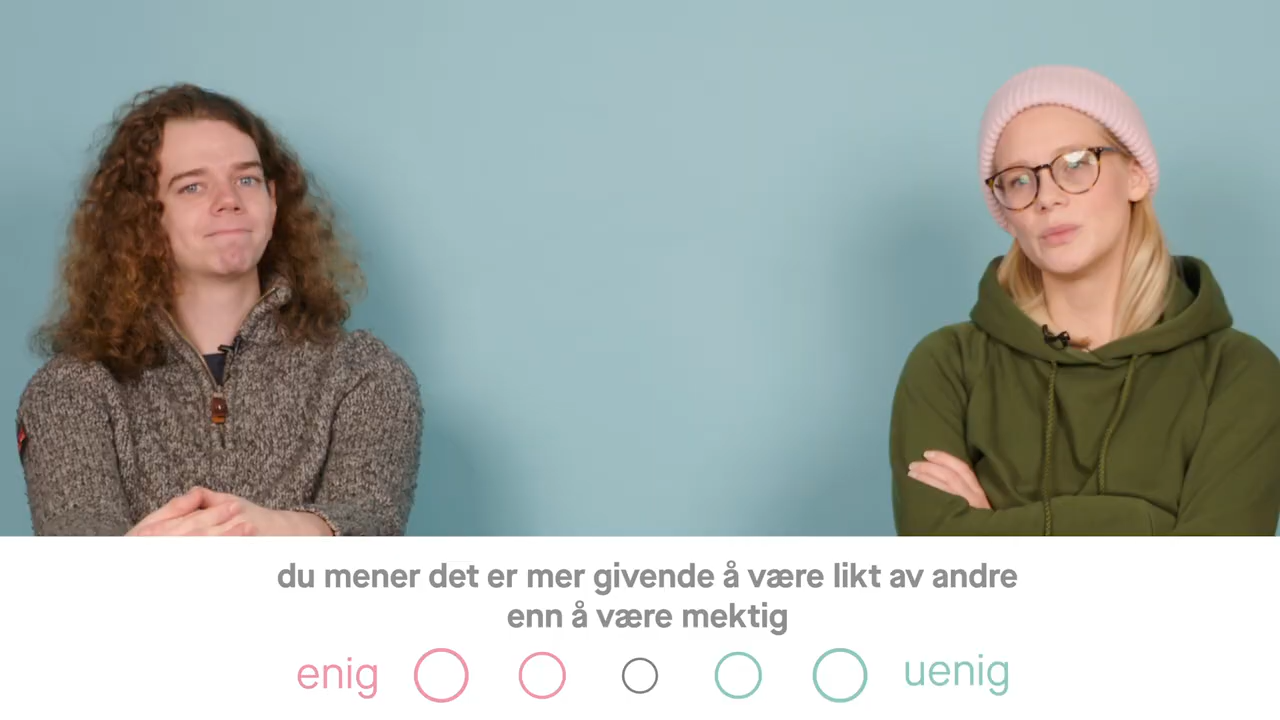 du mener det er mer givende å være likt av andre
enn å være mektig
enig uenig